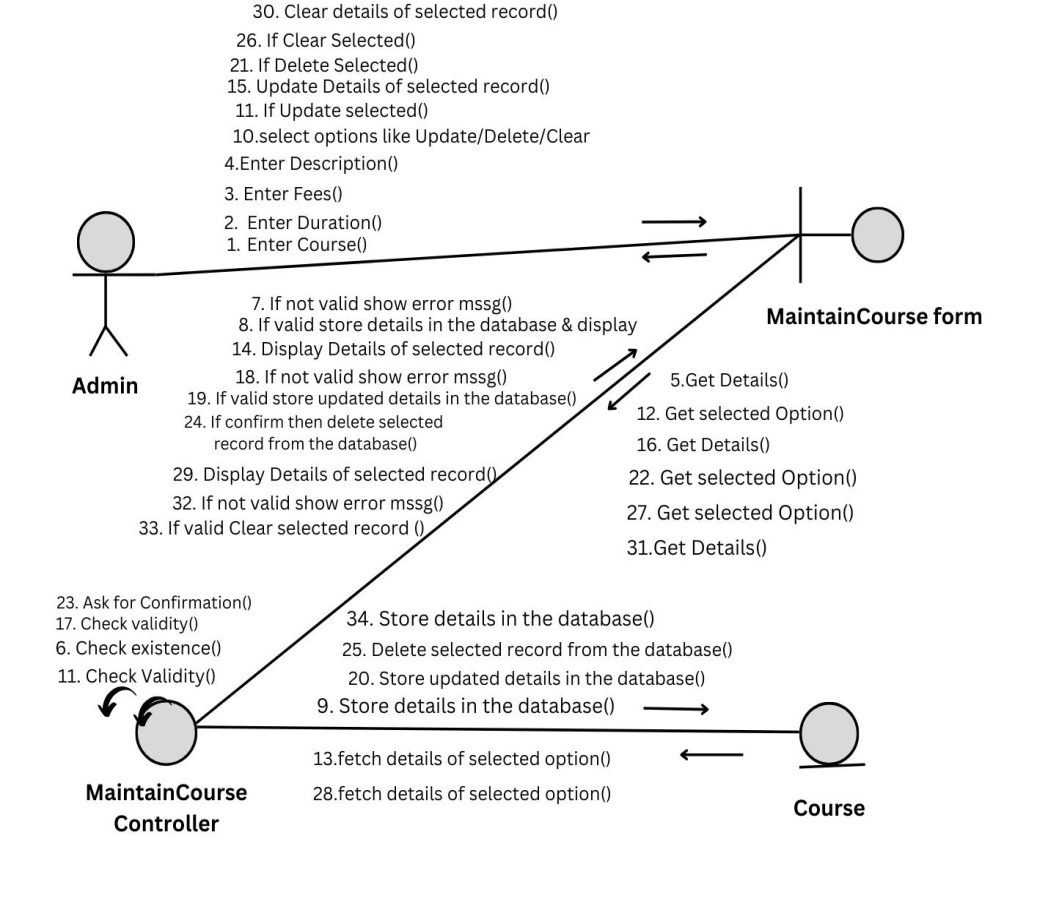 30. Clear details of selected record()
26. If Clear Selected()
21. If Delete Selected()
15. Update Details of selected record()
11. If Update selected()
10.select options like Update/Delete/Clear
4.Enter Description()
3. Enter Fees()
2. Enter Duration()
1. Enter Course()
MaintainCourse form
Admin
7. If not valid show error mssg()
8. If valid store details in the database & display
14. Display Details of selected record()
18. If not valid show error mssg()
19. If valid store updated details in the database()
24. If confirm then delete selected
record from the database()
29. Display Details of selected record()
32. If not valid show error mssg()
33. If valid Clear selected record ()
5.Get Details()
12. Get selected Option()
16. Get Details()
22. Get selected Option()
27. Get selected Option()
31.Get Details()
23. Ask for Confirmation()
17. Check validity()
6. Check existence()
11. Check Validity()
34. Store details in the database()
25. Delete selected record from the database()
20. Store updated details in the database()
9. Store details in the database()
13.fetch details of selected option()
28.fetch details of selected option()
MaintainCourse
Controller
Course